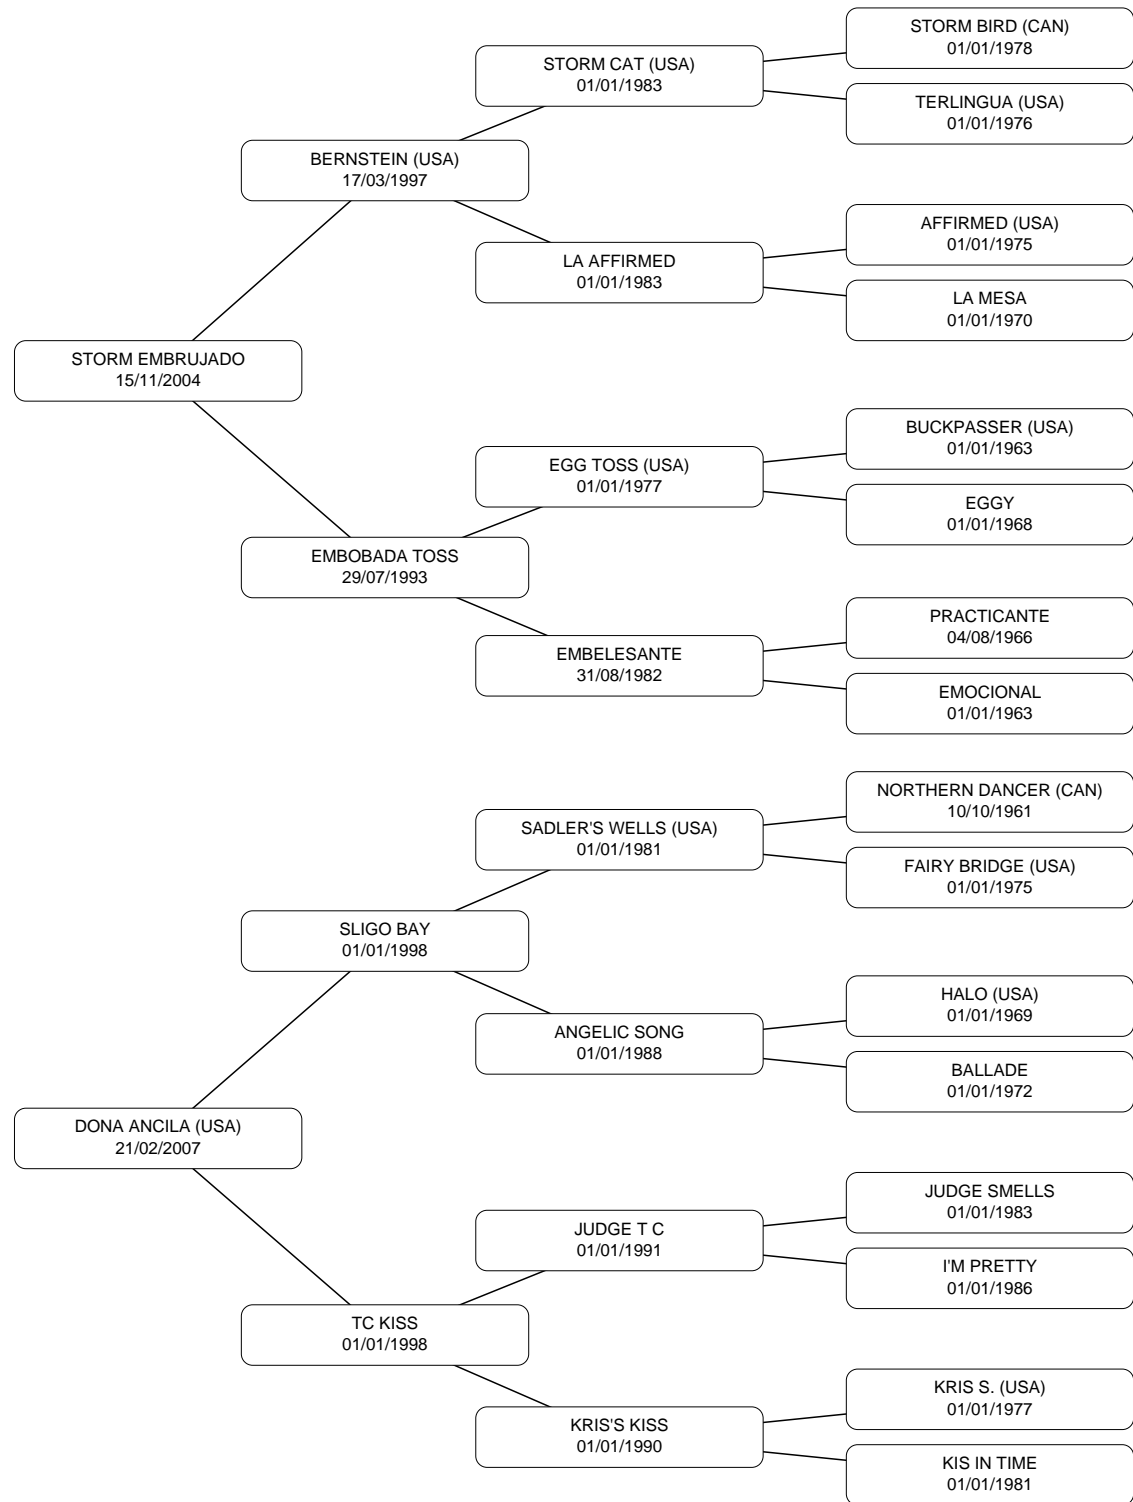 STORM BIRD (CAN)
01/01/1978
STORM CAT (USA)
01/01/1983
TERLINGUA (USA)
01/01/1976
BERNSTEIN (USA)
17/03/1997
AFFIRMED (USA)
01/01/1975
LA AFFIRMED
01/01/1983
LA MESA
01/01/1970
STORM EMBRUJADO
15/11/2004
BUCKPASSER (USA)
01/01/1963
EGG TOSS (USA)
01/01/1977
EGGY
01/01/1968
EMBOBADA TOSS
29/07/1993
PRACTICANTE
04/08/1966
EMBELESANTE
31/08/1982
EMOCIONAL
01/01/1963
NORTHERN DANCER (CAN)
10/10/1961
SADLER'S WELLS (USA)
01/01/1981
FAIRY BRIDGE (USA)
01/01/1975
SLIGO BAY
01/01/1998
HALO (USA)
01/01/1969
ANGELIC SONG
01/01/1988
BALLADE
01/01/1972
DONA ANCILA (USA)
21/02/2007
JUDGE SMELLS
01/01/1983
JUDGE T C
01/01/1991
I'M PRETTY
01/01/1986
TC KISS
01/01/1998
KRIS S. (USA)
01/01/1977
KRIS'S KISS
01/01/1990
KIS IN TIME
01/01/1981